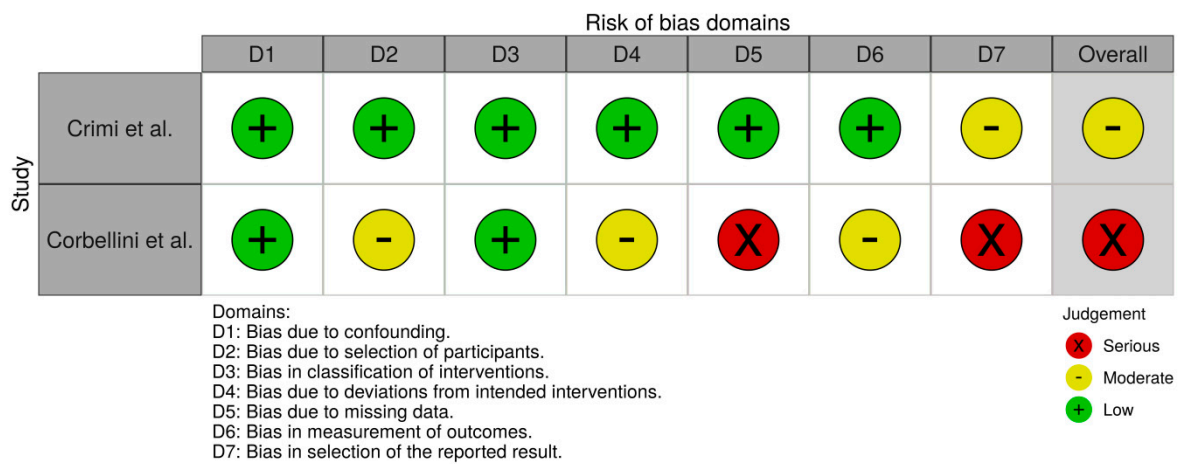 Risk of bias domains
D1 D2 D3 D4 D5 D6 D7 Overall
Study
Crimi et al. + + + + + + - -
Corbellini et al. + - + - X - X X
Domains:
D1: Bias due to confounding.
D2: Bias due to selection of participants.
D3: Bias in classification of interventions.
D4: Bias due to deviations from intended interventions.
D5: Bias due to missing data.
D6: Bias in measurement of outcomes.
D7: Bias in selection of the reported result.
Judgement
X Serious
- Moderate
+ Low